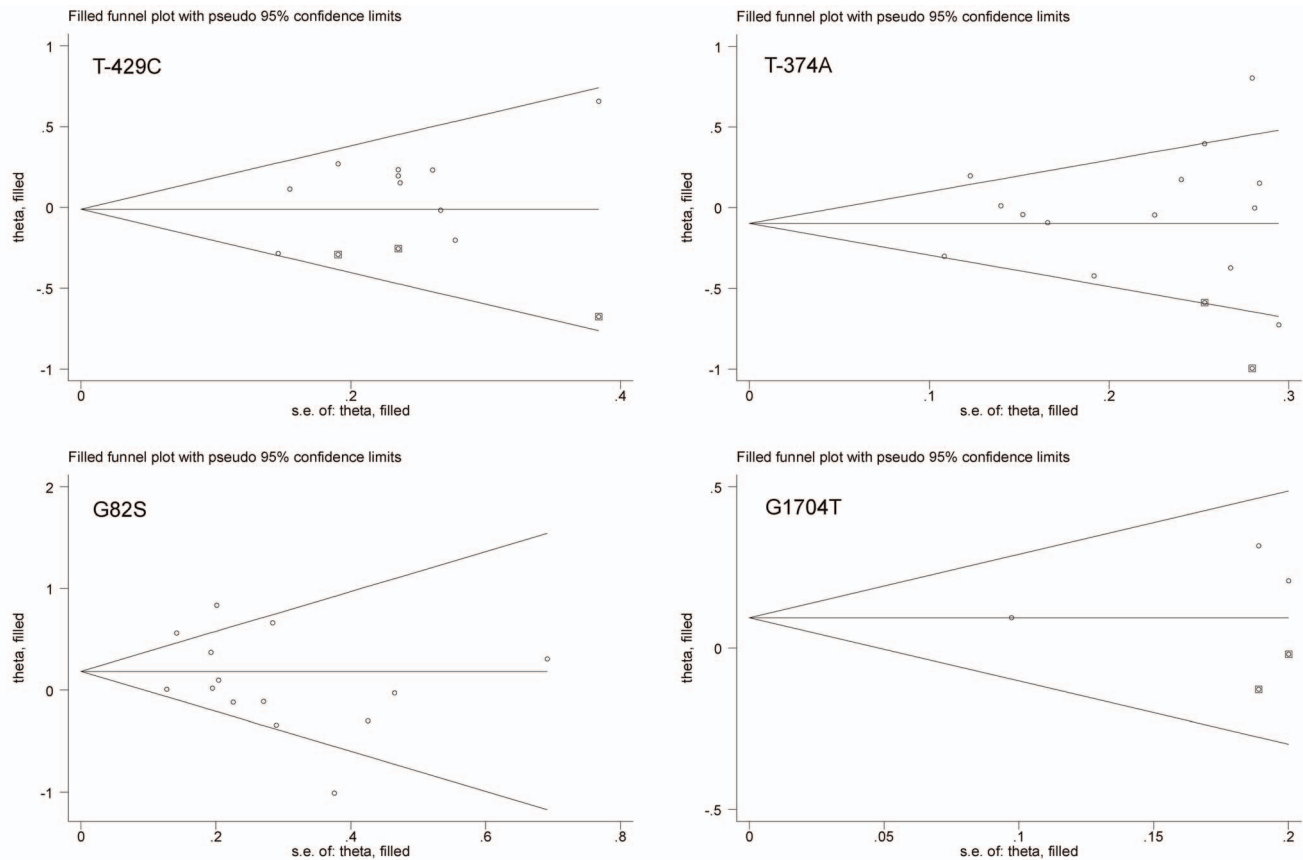 Filled funnel plot with pseudo 95% confidence limits
T-429C
theta, filled
1
.5
0
-.5
-1
0
.2
.4
s.e. of: theta, filled
Filled funnel plot with pseudo 95% confidence limits
T-374A
theta, filled
1
.5
0
-.5
-1
0
.1
.2
.3
s.e. of: theta, filled
Filled funnel plot with pseudo 95% confidence limits
G82S
theta, filled
2
1
0
-1
0
.2
.4
.6
.8
s.e. of: theta, filled
Filled funnel plot with pseudo 95% confidence limits
G1704T
theta, filled
.5
0
-.5
0
.05
.1
.15
.2
s.e. of: theta, filled